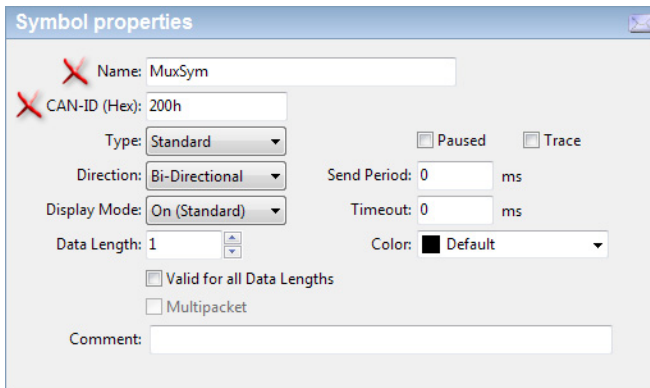 Symbol properties
Name: MuxSym
CAN-ID (Hex): 200h
Type: Standard Paused Trace
Direction: Bi-Directional Send Period: 0 ms
Display Mode: On (Standard) Timeout: 0 ms
Data Length: 1 Color: Default
Valid for all Data Lengths
Multipacket
Comment: